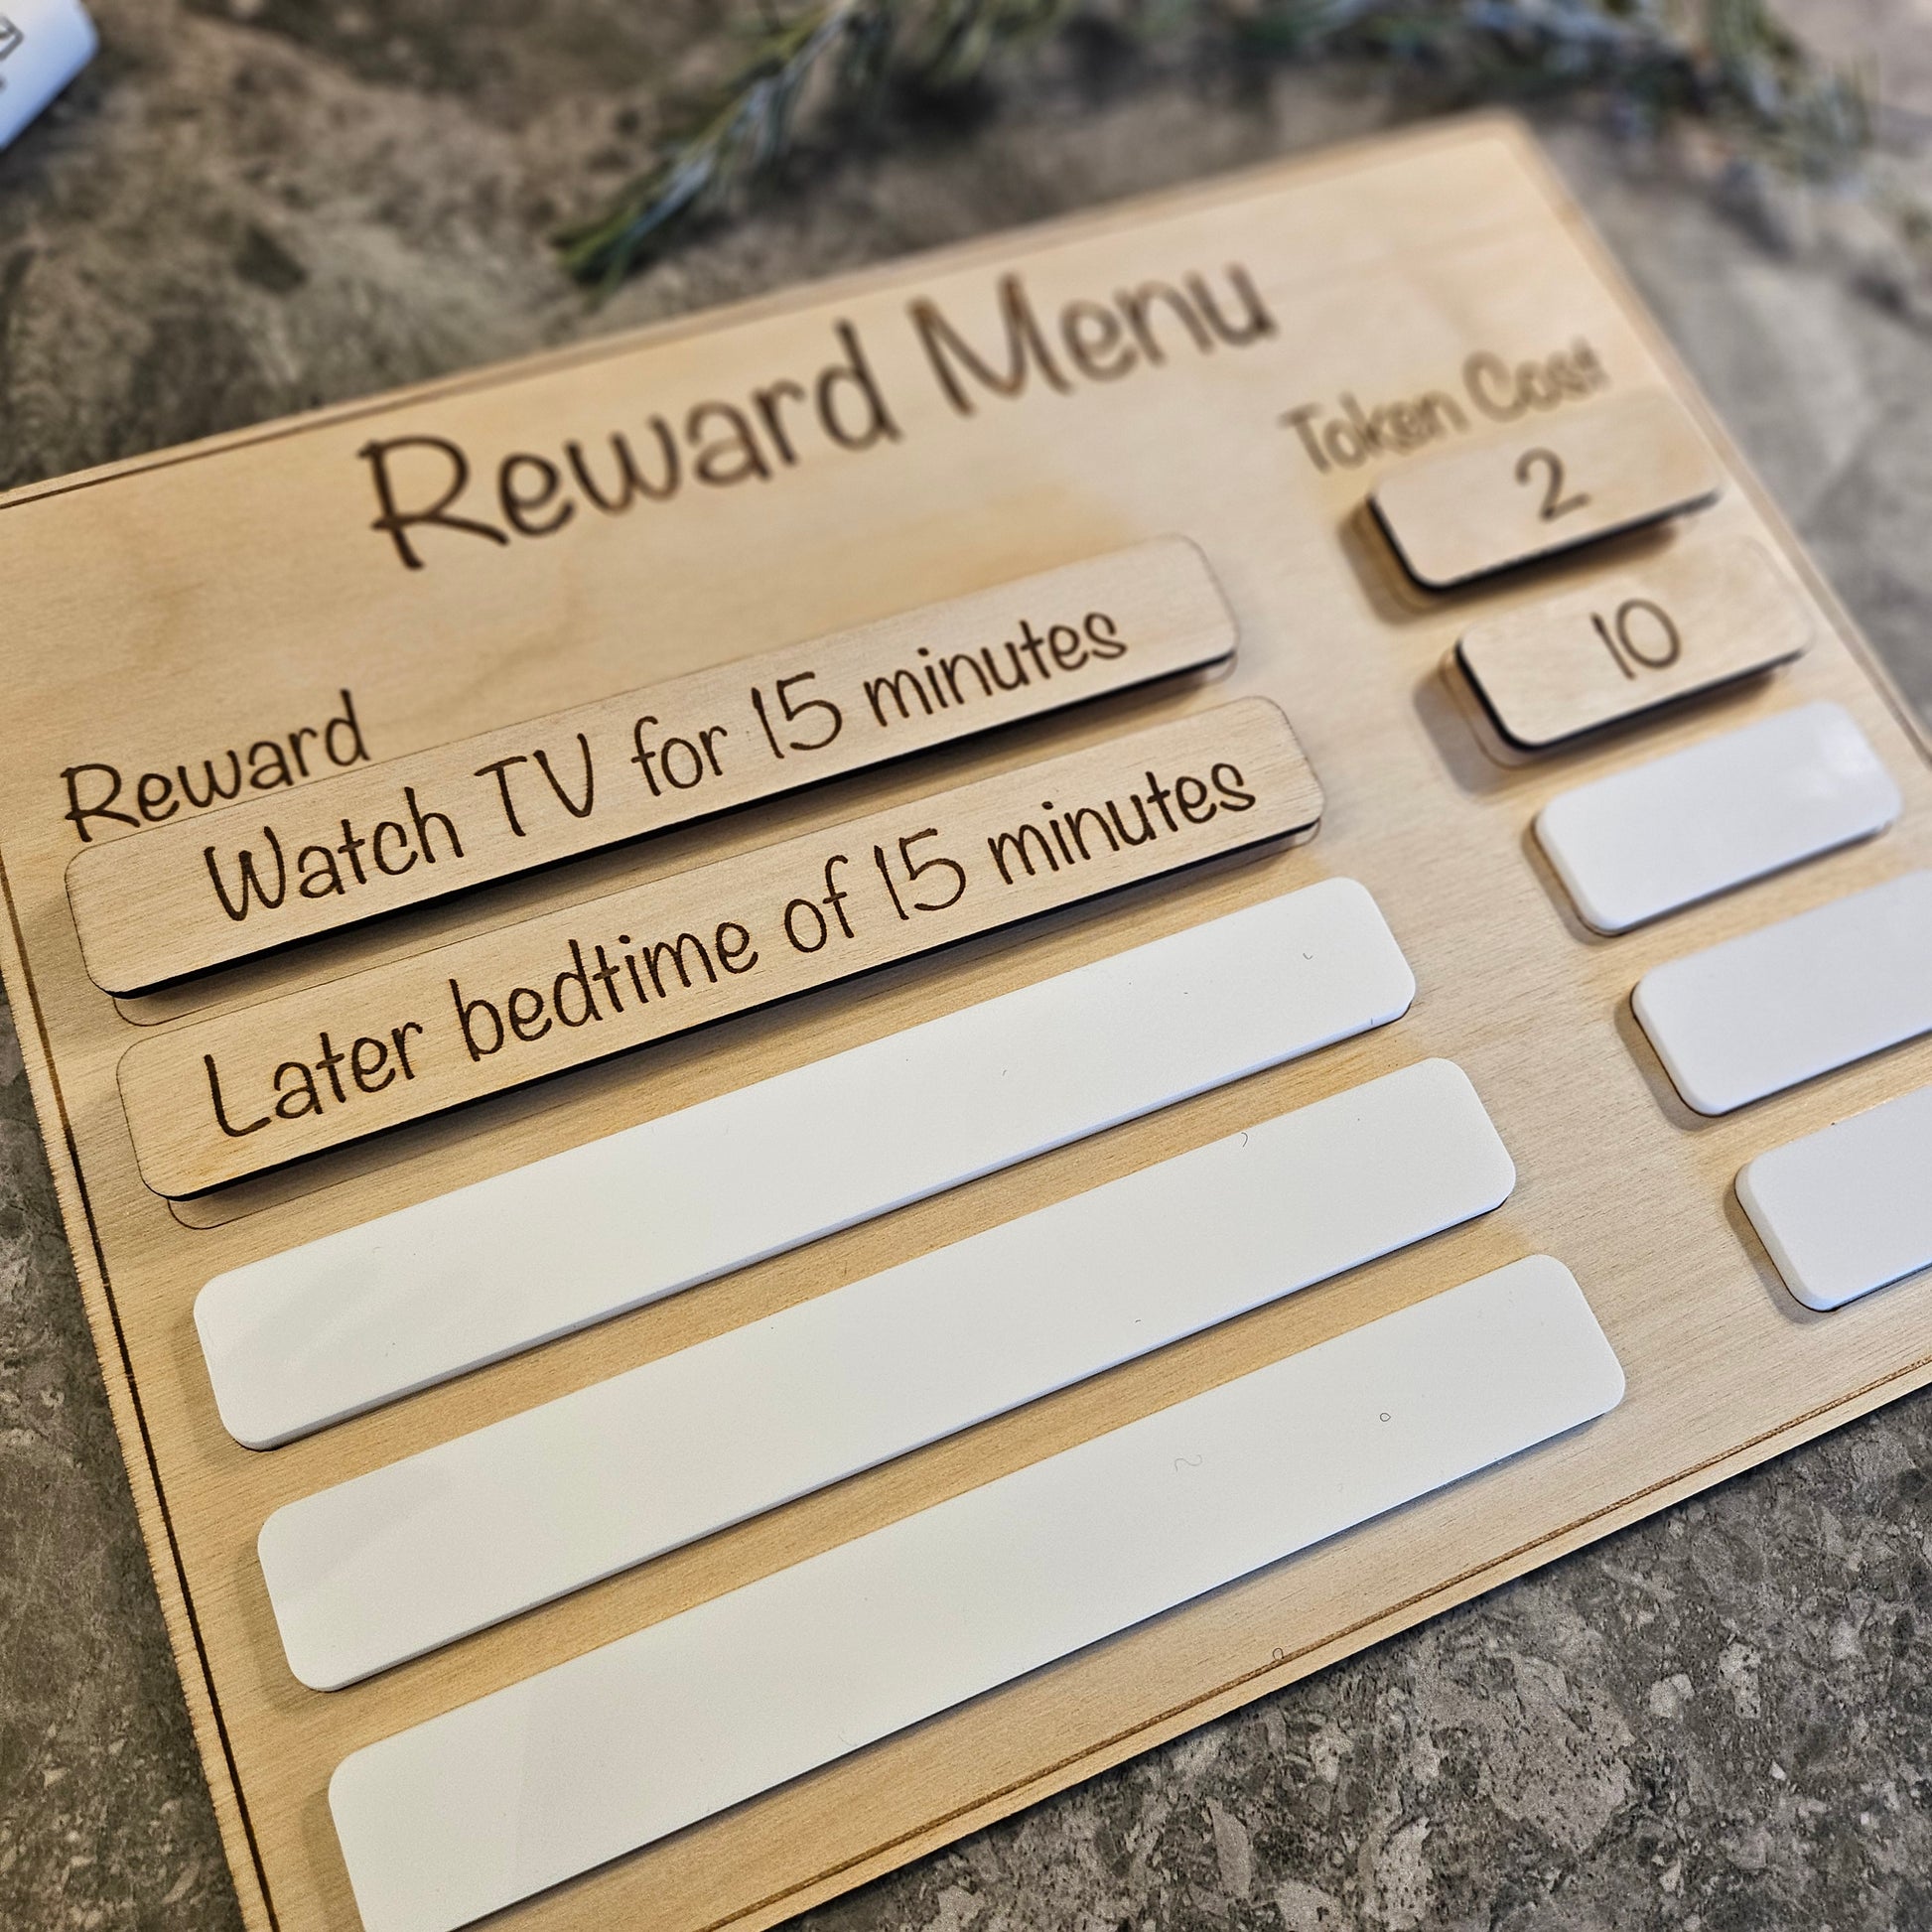 Reward Menu
Reward
Token Cost
Watch TV for 15 minutes
2
Later bedtime of 15 minutes
10